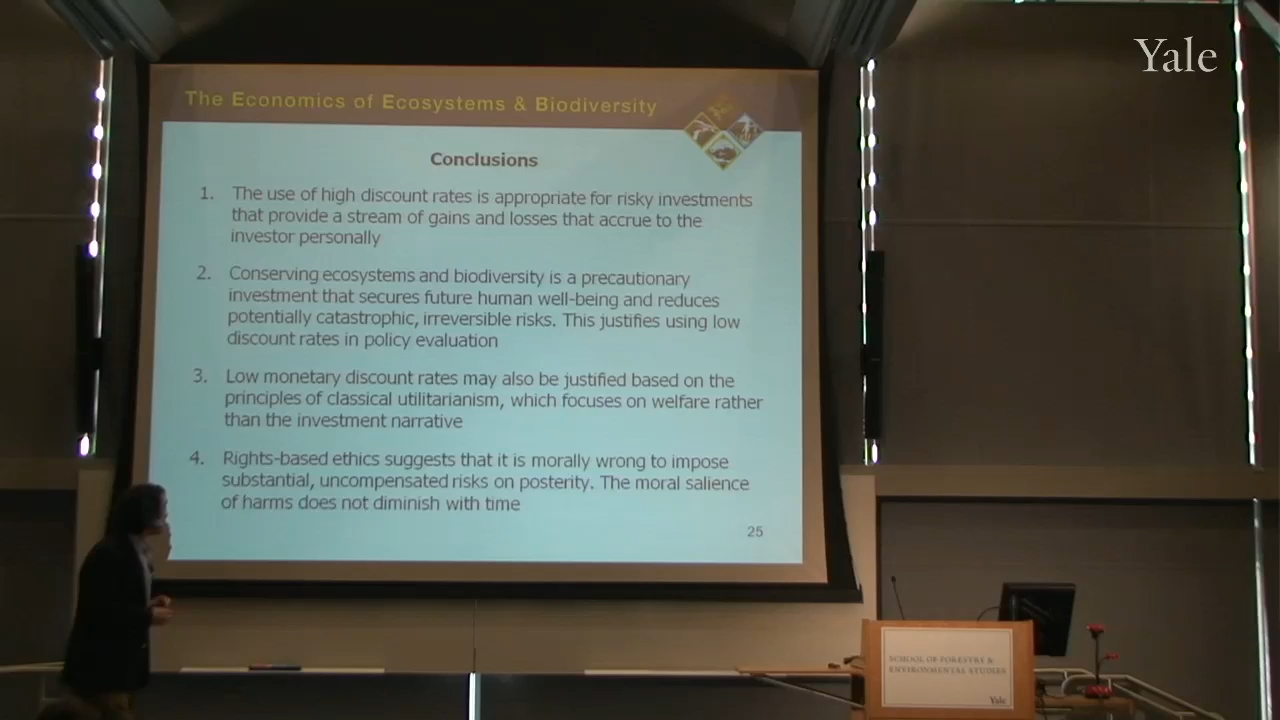 Yale
The Economics of Ecosystems & Biodiversity
Conclusions
1. The use of high discount rates is appropriate for risky investments
that provide a stream of gains and losses that accrue to the
investor personally
2. Conserving ecosystems and biodiversity is a precautionary
investment that secures future human well-being and reduces
potentially catastrophic, irreversible risks. This justifies using low
discount rates in policy evaluation
3. Low monetary discount rates may also be justified based on the
principles of classical utilitarianism, which focuses on welfare rather
than the investment narrative
4. Rights-based ethics suggests that it is morally wrong to impose
substantial, uncompensated risks on posterity. The moral salience
of harms does not diminish with time
25
SCHOOL OF FORESTRY &
ENVIRONMENTAL STUDIES
Yale